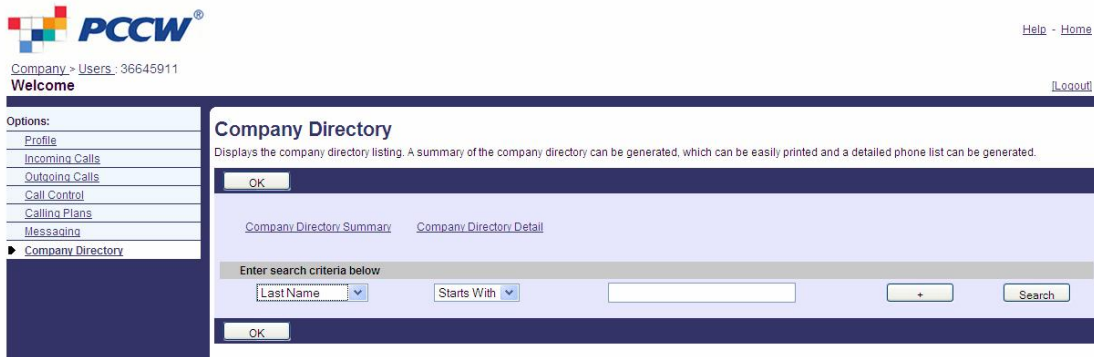 PCCW®
Help - Home
Company > Users : 36645911
Welcome
[Logout]
Options:
Profile
Incoming Calls
Outgoing Calls
Call Control
Calling Plans
Messaging
Company Directory
Company Directory
Displays the company directory listing. A summary of the company directory can be generated, which can be easily printed and a detailed phone list can be generated.
OK
Company Directory Summary Company Directory Detail
Enter search criteria below
Last Name Starts With + Search
OK